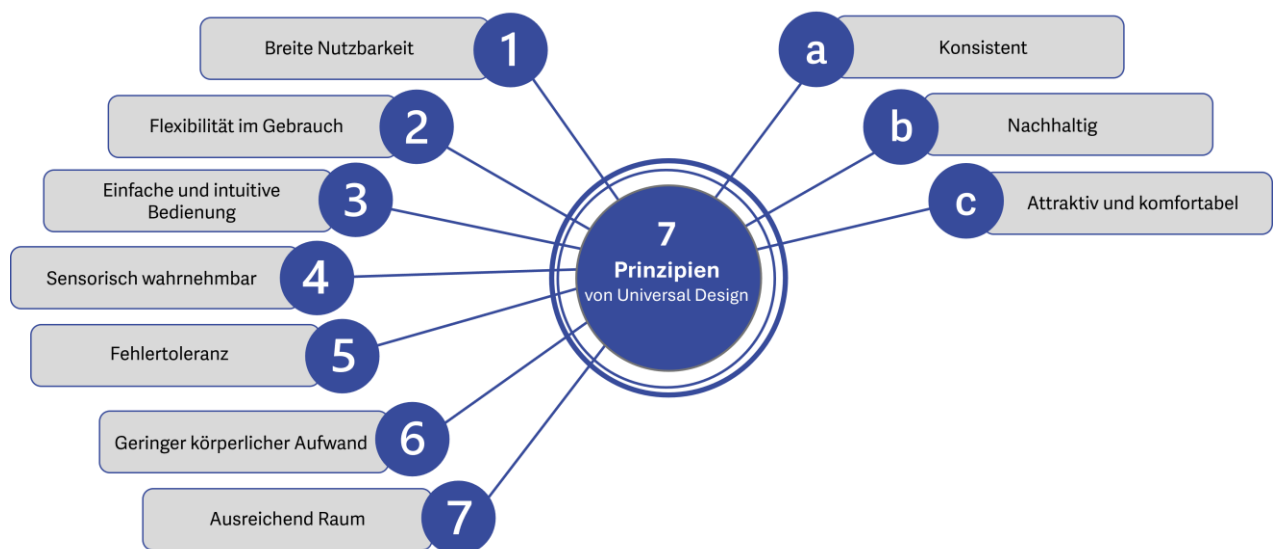 1
Breite Nutzbarkeit
2
Flexibilität im Gebrauch
3
Einfache und intuitive
Bedienung
4
Sensorisch wahrnehmbar
5
Fehlertoleranz
6
Geringer körperlicher Aufwand
7
Ausreichend Raum
7
Prinzipien
von Universal Design
a
Konsistent
b
Nachhaltig
c
Attraktiv und komfortabel